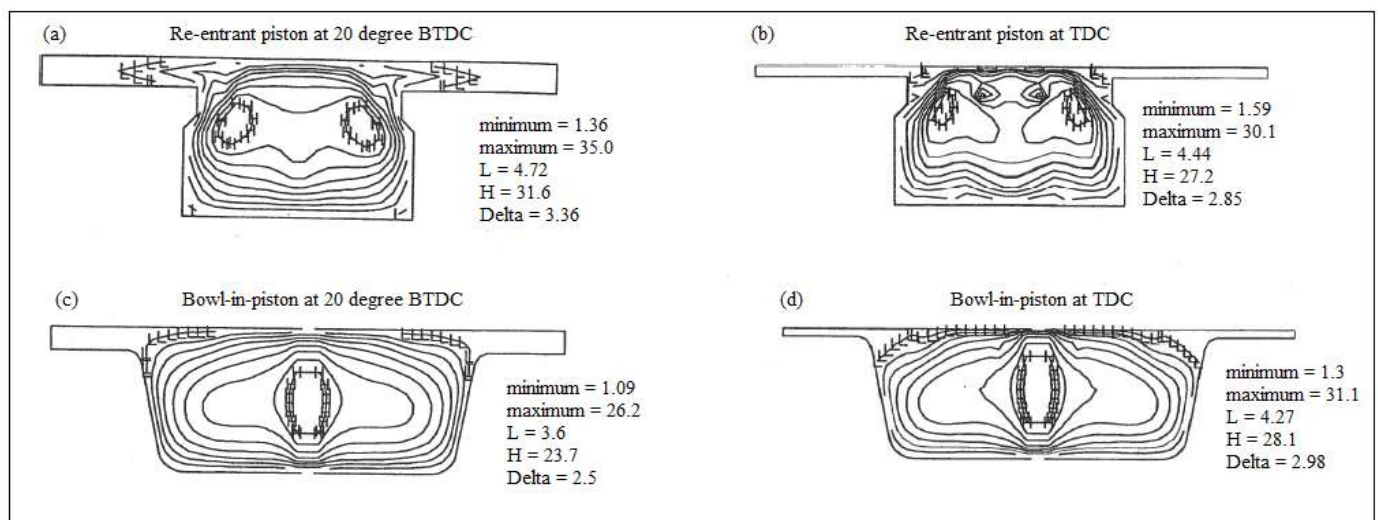 (a) Re-entrant piston at 20 degree BTDC
minimum = 1.36
maximum = 35.0
L = 4.72
H = 31.6
Delta = 3.36
(b) Re-entrant piston at TDC
minimum = 1.59
maximum = 30.1
L = 4.44
H = 27.2
Delta = 2.85
(c) Bowl-in-piston at 20 degree BTDC
minimum = 1.09
maximum = 26.2
L = 3.6
H = 23.7
Delta = 2.5
(d) Bowl-in-piston at TDC
minimum = 1.3
maximum = 31.1
L = 4.27
H = 28.1
Delta = 2.98